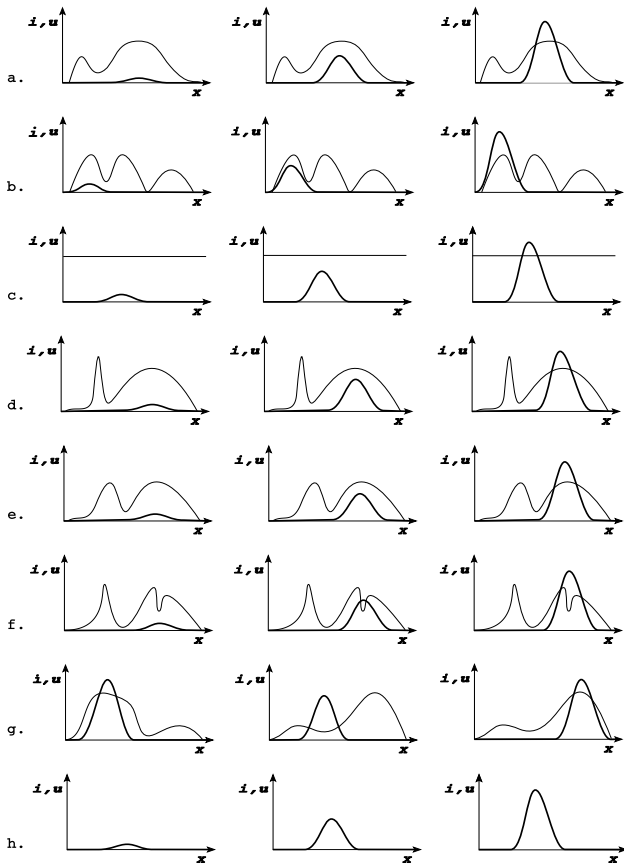 i,u i,u i,u
a. x x x
i,u i,u i,u
b. x x x
i,u i,u i,u
c. x x x
i,u i,u i,u
d. x x x
i,u i,u i,u
e. x x x
i,u i,u i,u
f. x x x
i,u i,u i,u
g. x x x
i,u i,u i,u
h. x x x